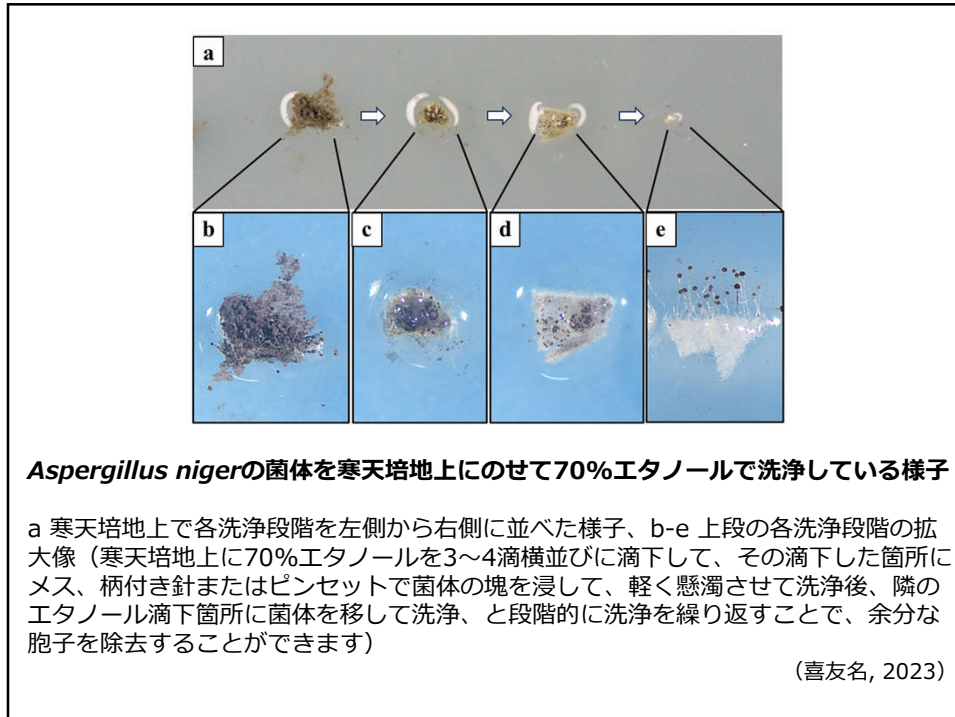 a
b
c
d
e
Aspergillus nigerの菌体を寒天培地上にのせて70%エタノールで洗浄している様子
a 寒天培地上で各洗浄段階を左側から右側に並べた様子、b-e 上段の各洗浄段階の拡
大像（寒天培地上に70%エタノールを3～4滴横並びに滴下して、その滴下した箇所に
メス、柄付き針またはピンセットで菌体の塊を浸して、軽く懸濁させて洗浄後、隣の
エタノール滴下箇所に菌体を移して洗浄、と段階的に洗浄を繰り返すことで、余分な
胞子を除去することができます）
（喜友名, 2023）